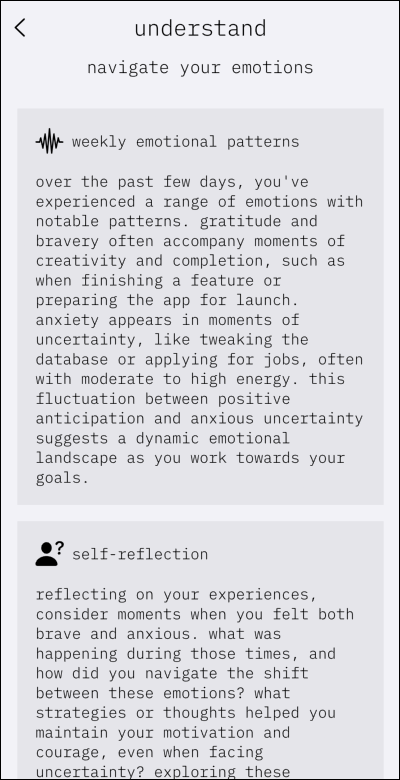 understand
navigate your emotions
weekly emotional patterns
over the past few days, you've
experienced a range of emotions with
notable patterns. gratitude and
bravery often accompany moments of
creativity and completion, such as
when finishing a feature or
preparing the app for launch.
anxiety appears in moments of
uncertainty, like tweaking the
database or applying for jobs, often
with moderate to high energy. this
fluctuation between positive
anticipation and anxious uncertainty
suggests a dynamic emotional
landscape as you work towards your
goals.
self-reflection
reflecting on your experiences,
consider moments when you felt both
brave and anxious. what was
happening during those times, and
how did you navigate the shift
between these emotions? what
strategies or thoughts helped you
maintain your motivation and
courage, even when facing
uncertainty? exploring these